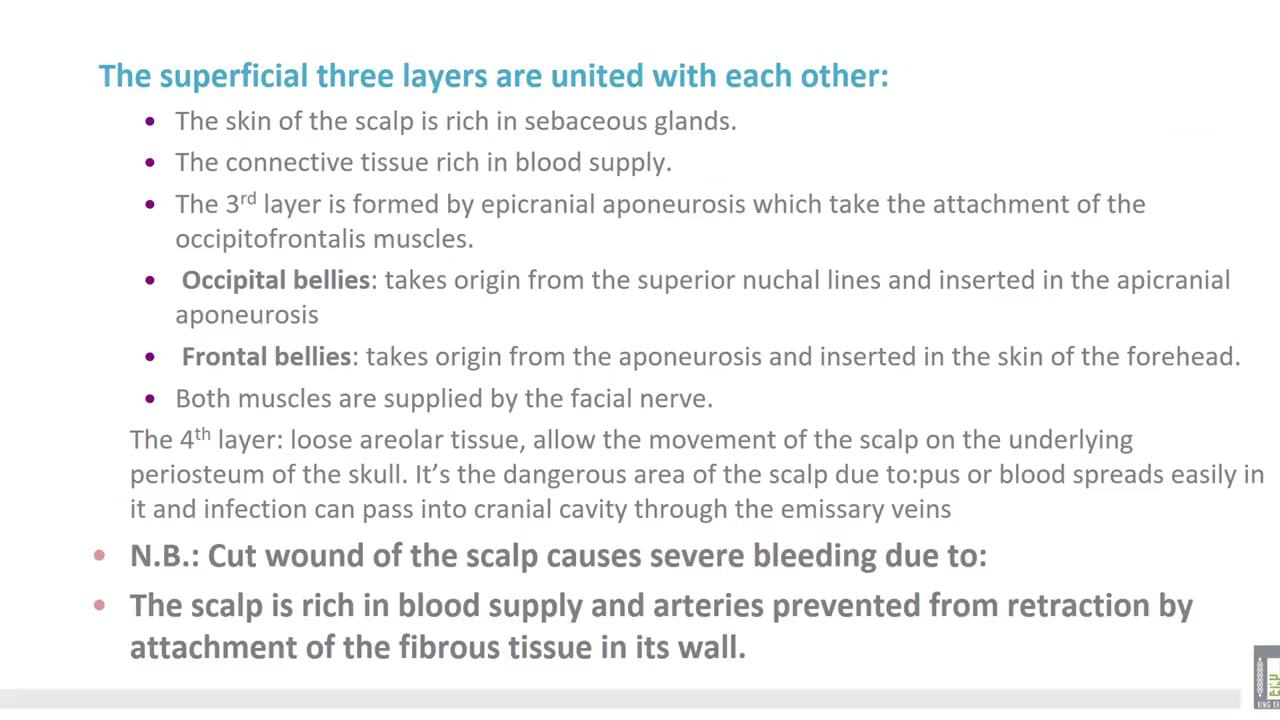 The superficial three layers are united with each other:
• The skin of the scalp is rich in sebaceous glands.
• The connective tissue rich in blood supply.
• The 3rd layer is formed by epicranial aponeurosis which take the attachment of the
occipitofrontalis muscles.
• Occipital bellies: takes origin from the superior nuchal lines and inserted in the apicranial
aponeurosis
• Frontal bellies: takes origin from the aponeurosis and inserted in the skin of the forehead.
• Both muscles are supplied by the facial nerve.
The 4th layer: loose areolar tissue, allow the movement of the scalp on the underlying
periosteum of the skull. It’s the dangerous area of the scalp due to:pus or blood spreads easily in
it and infection can pass into cranial cavity through the emissary veins
• N.B.: Cut wound of the scalp causes severe bleeding due to:
• The scalp is rich in blood supply and arteries prevented from retraction by
attachment of the fibrous tissue in its wall.